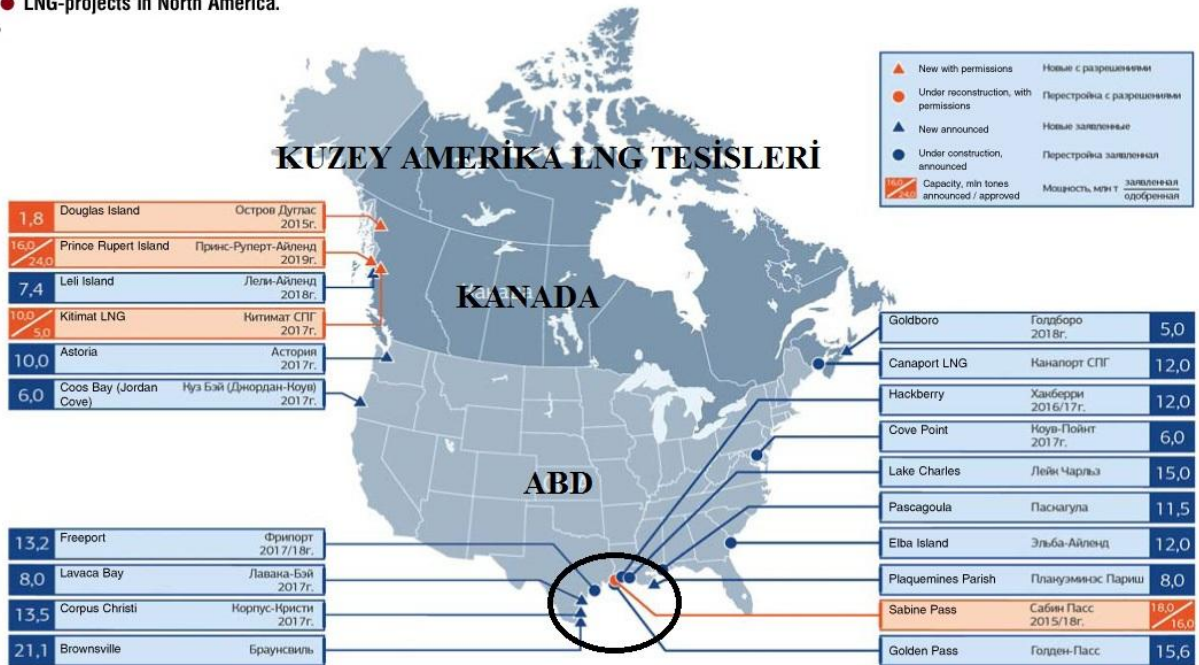 LNG-projects in North America.
New with permissions Новые с разрешениями
Under reconstruction, with Перестройка с разрешениями
permissions
New announced Новые заявленные
Under construction, Перестройка заявленная
announced
16,0 24,0 Capacity, mln tones Мощность, млн т заявленная
announced / approved одобренная
KUZEY AMERİKA LNG TESİSLERİ
KANADA
ABD
1,8 Douglas Island Остров Дуглас
2015г.
16,0 24,0 Prince Rupert Island Принс-Руперт-Айленд
2019г.
7,4 Leli Island Лели-Айленд
2018г.
10,0 5,0 Kitimat LNG Китимат СПГ
2017г.
10,0 Astoria Астория
2017г.
6,0 Coos Bay (Jordan Куз Бэй (Джордан-Коув)
Cove) 2017г.
13,2 Freeport Фрипорт
2017/18г.
8,0 Lavaca Bay Лавака-Бэй
2017г.
13,5 Corpus Christi Корпус-Кристи
2017г.
21,1 Brownsville Браунсвиль
Goldboro Голдборо 5,0
2018г.
Canaport LNG Канапорт СПГ 12,0
Hackberry Ханберри 12,0
2016/17г.
Cove Point Коув-Пойнт 6,0
2017г.
Lake Charles Лейк Чарльз 15,0
Pascagoula Паскагула 11,5
Elba Island Эльба-Айленд 12,0
Plaquemines Parish Плакуэминэс Париш 8,0
Sabine Pass Сабин Пасс 18,0 16,0
2015/18г.
Golden Pass Голден-Пасс 15,6